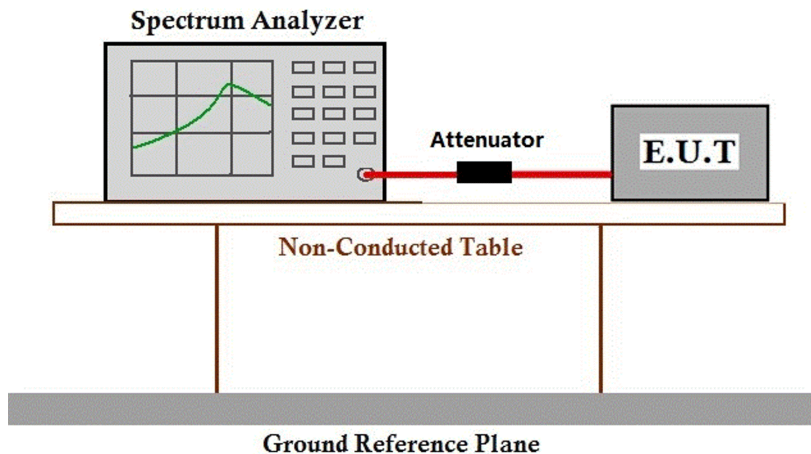 Spectrum Analyzer
Attenuator
E.U.T
Non-Conducted Table
Ground Reference Plane